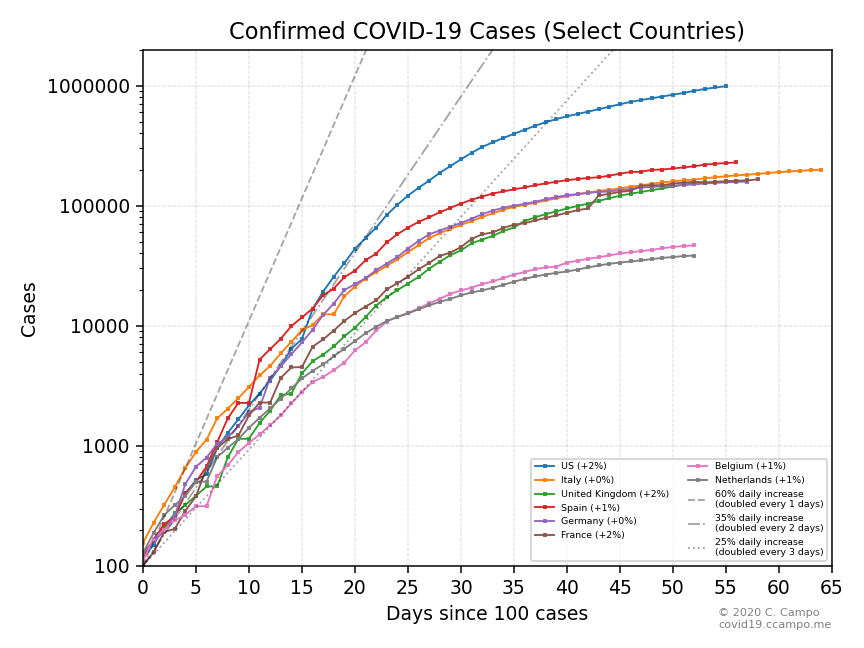 Confirmed COVID-19 Cases (Select Countries)
1000000
100000
10000
1000
100
Cases
0 5 10 15 20 25 30 35 40 45 50 55 60 65
Days since 100 cases
US (+2%)
Italy (+0%)
United Kingdom (+2%)
Spain (+1%)
Germany (+0%)
France (+2%)
Belgium (+1%)
Netherlands (+1%)
60% daily increase
(doubled every 1 days)
35% daily increase
(doubled every 2 days)
25% daily increase
(doubled every 3 days)
© 2020 C. Campo
covid19.ccampo.me